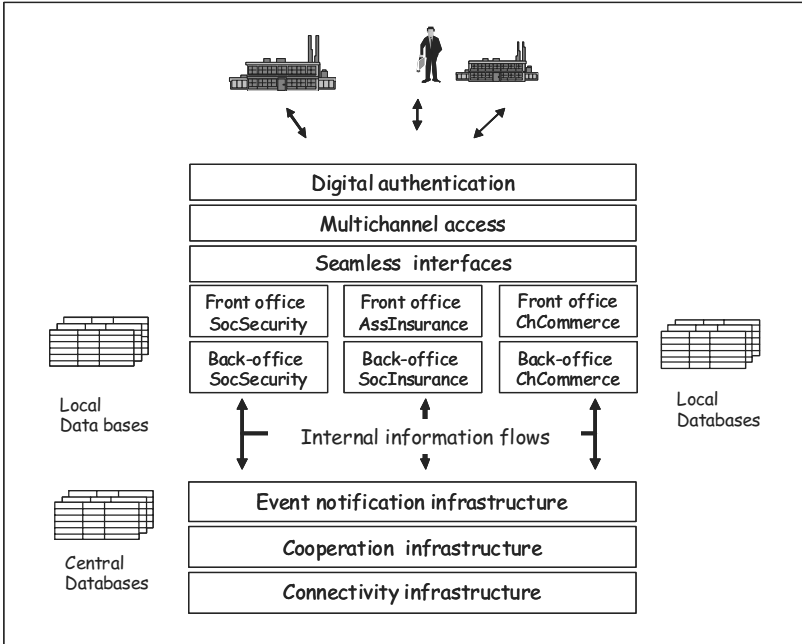 Digital authentication
Multichannel access
Seamless interfaces
Front office
SocSecurity
Front office
AssInsurance
Front office
ChCommerce
Back-office
SocSecurity
Back-office
SocInsurance
Back-office
ChCommerce
Local
Data bases
Local
Databases
Internal information flows
Event notification infrastructure
Cooperation infrastructure
Connectivity infrastructure
Central
Databases